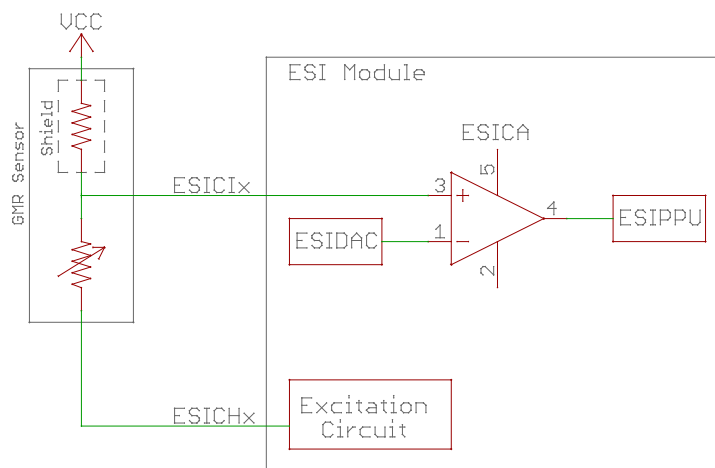 VCC
ESI Module
Shield
GMR Sensor
ESICA
5
ESICIx
3
+
4
ESIPPU
ESIDAC
1
-
2
ESICHx
Excitation
Circuit